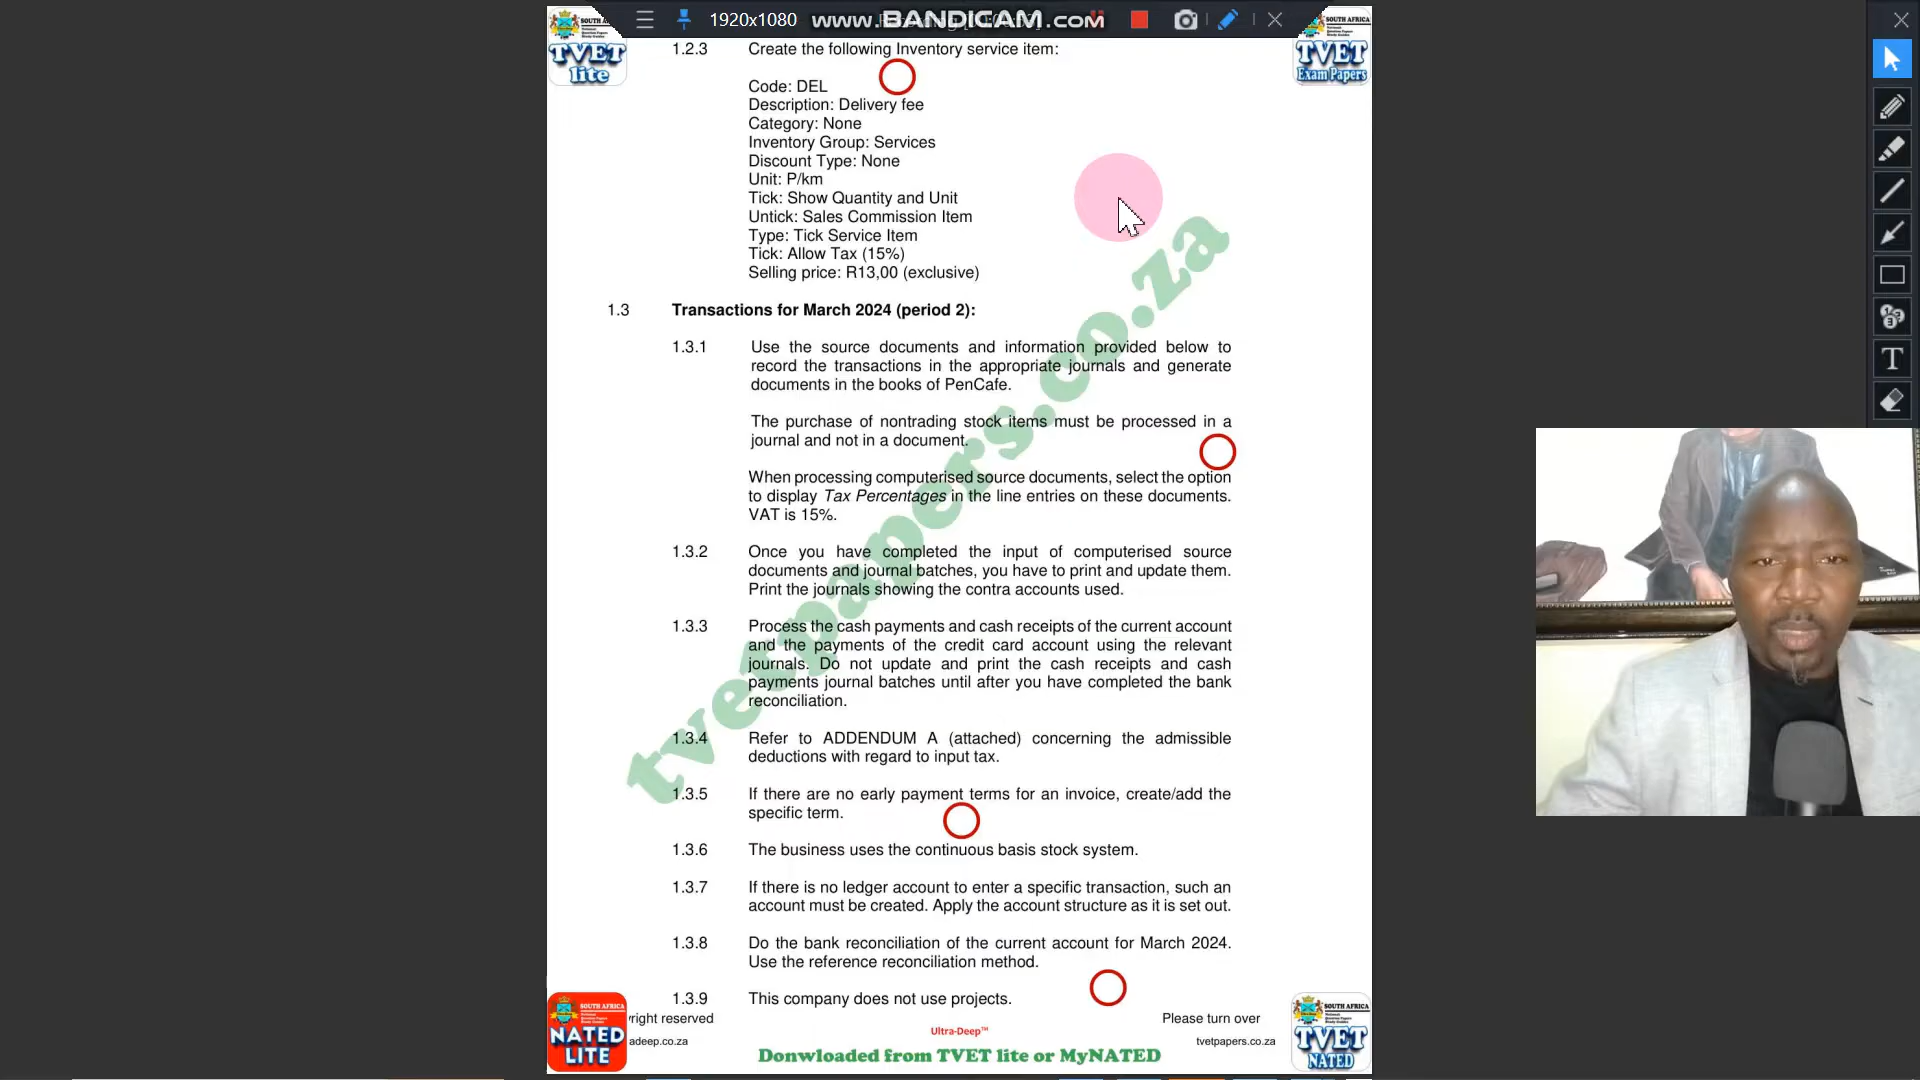 1920x1080
www.BANDICAM.COM
SOUTH AFRICA
TVET
lite
SOUTH AFRICA
TVET
Exam Papers
1.2.3 Create the following Inventory service item:
Code: DEL
Description: Delivery fee
Category: None
Inventory Group: Services
Discount Type: None
Unit: P/km
Tick: Show Quantity and Unit
Untick: Sales Commission Item
Type: Tick Service Item
Tick: Allow Tax (15%)
Selling price: R13,00 (exclusive)
1.3 Transactions for March 2024 (period 2):
1.3.1 Use the source documents and information provided below to
record the transactions in the appropriate journals and generate
documents in the books of PenCafe.
The purchase of nontrading stock items must be processed in a
journal and not in a document.
When processing computerised source documents, select the option
to display Tax Percentages in the line entries on these documents.
VAT is 15%.
1.3.2 Once you have completed the input of computerised source
documents and journal batches, you have to print and update them.
Print the journals showing the contra accounts used.
1.3.3 Process the cash payments and cash receipts of the current account
and the payments of the credit card account using the relevant
journals. Do not update and print the cash receipts and cash
payments journal batches until after you have completed the bank
reconciliation.
1.3.4 Refer to ADDENDUM A (attached) concerning the admissible
deductions with regard to input tax.
1.3.5 If there are no early payment terms for an invoice, create/add the
specific term.
1.3.6 The business uses the continuous basis stock system.
1.3.7 If there is no ledger account to enter a specific transaction, such an
account must be created. Apply the account structure as it is set out.
1.3.8 Do the bank reconciliation of the current account for March 2024.
Use the reference reconciliation method.
1.3.9 This company does not use projects.
tvetpapers.co.za
right reserved
Please turn over
Ultra-Deep™
adeep.co.za
tvetpapers.co.za
Donwloaded from TVET lite or MyNATED
SOUTH AFRICA
NATED
LITE
SOUTH AFRICA
TVET
NATED
T